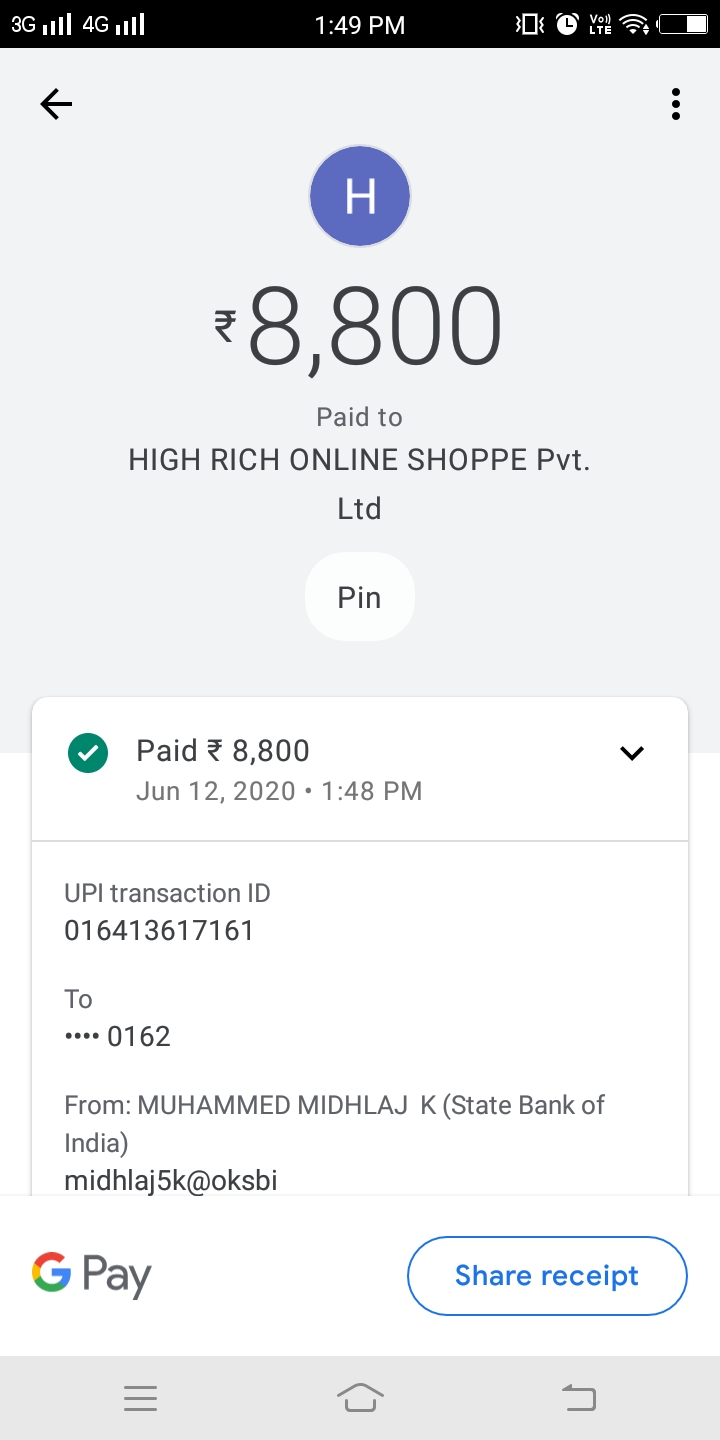 3G 4G 1:49 PM Vo)) LTE
H
₹8,800
Paid to
HIGH RICH ONLINE SHOPPE Pvt.
Ltd
Pin
Paid ₹ 8,800
Jun 12, 2020 • 1:48 PM
UPI transaction ID
016413617161
To
•••• 0162
From: MUHAMMED MIDHLAJ  K (State Bank of
India)
midhlaj5k@oksbi
G Pay
Share receipt